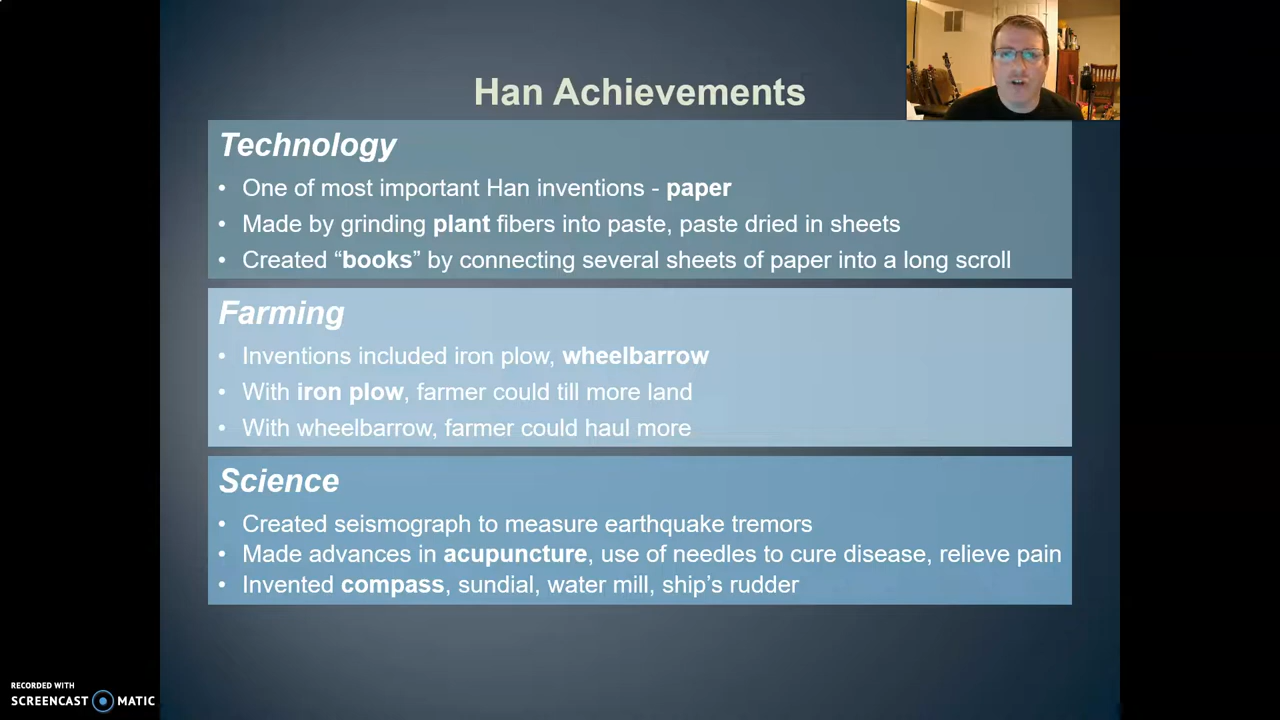 Han Achievements
Technology
• One of most important Han inventions - paper
• Made by grinding plant fibers into paste, paste dried in sheets
• Created “books” by connecting several sheets of paper into a long scroll
Farming
• Inventions included iron plow, wheelbarrow
• With iron plow, farmer could till more land
• With wheelbarrow, farmer could haul more
Science
• Created seismograph to measure earthquake tremors
• Made advances in acupuncture, use of needles to cure disease, relieve pain
• Invented compass, sundial, water mill, ship’s rudder
RECORDED WITH
SCREENCAST MATIC